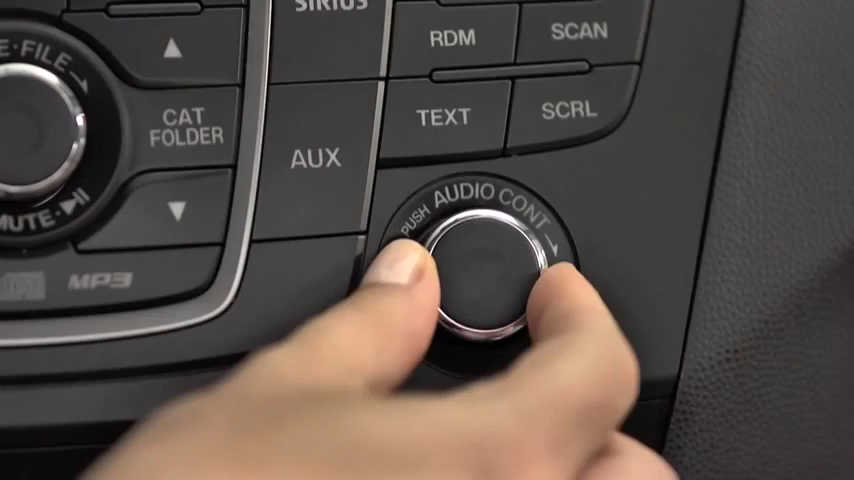 SIRIUS
RDM
SCAN
E·FILE
CAT
FOLDER
TEXT
SCRL
AUX
PUSH AUDIO CONT
MUTE·
MP3